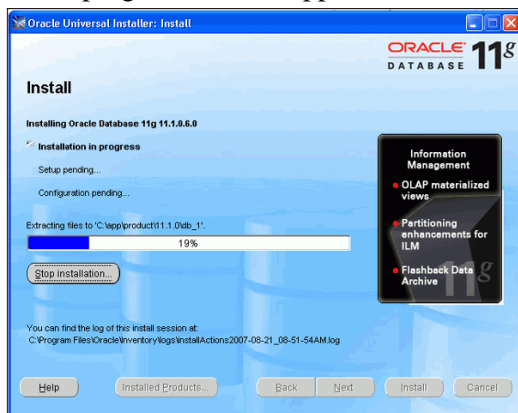 Oracle Universal Installer: Install
ORACLE
DATABASE 11g
Install
Installing Oracle Database 11g 11.1.0.6.0
Installation in progress
Setup pending...
Configuration pending...
Extracting files to 'C:\app\product\11.1.0\db_1'.
19%
Stop installation...
Information
Management
OLAP materialized
views
Partitioning
enhancements for
ILM
Flashback Data
Archive
11g
You can find the log of this install session at:
C:\Program Files\Oracle\Inventory\logs\installActions2007-08-21_08-51-54AM.log
Help
Installed Products...
Back
Next
Install
Cancel